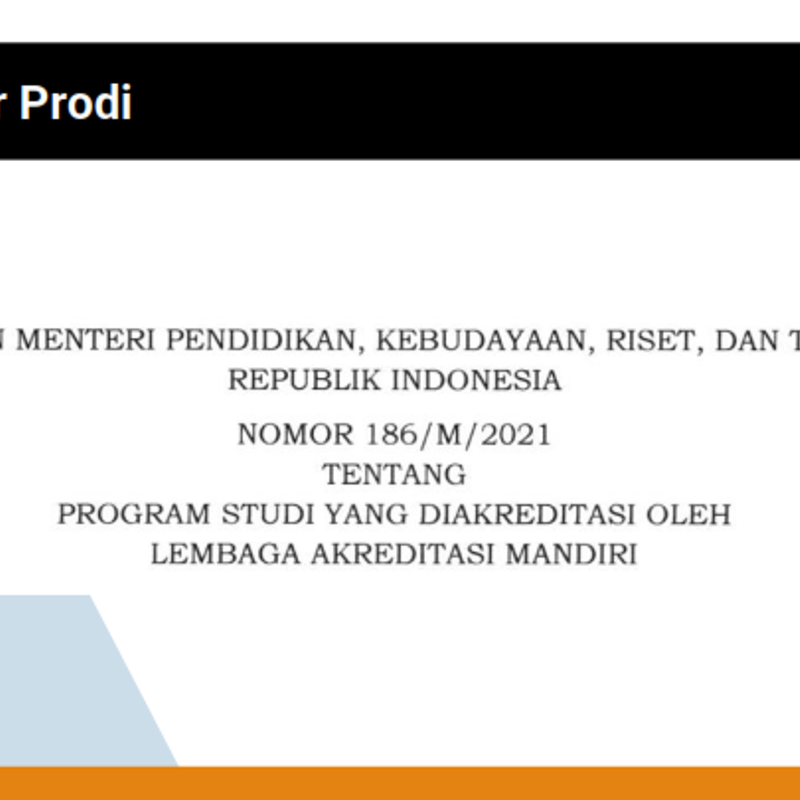 r Prodi
N MENTERI PENDIDIKAN, KEBUDAYAAN, RISET, DAN T
REPUBLIK INDONESIA
NOMOR 186/M/2021
TENTANG
PROGRAM STUDI YANG DIAKREDITASI OLEH
LEMBAGA AKREDITASI MANDIRI